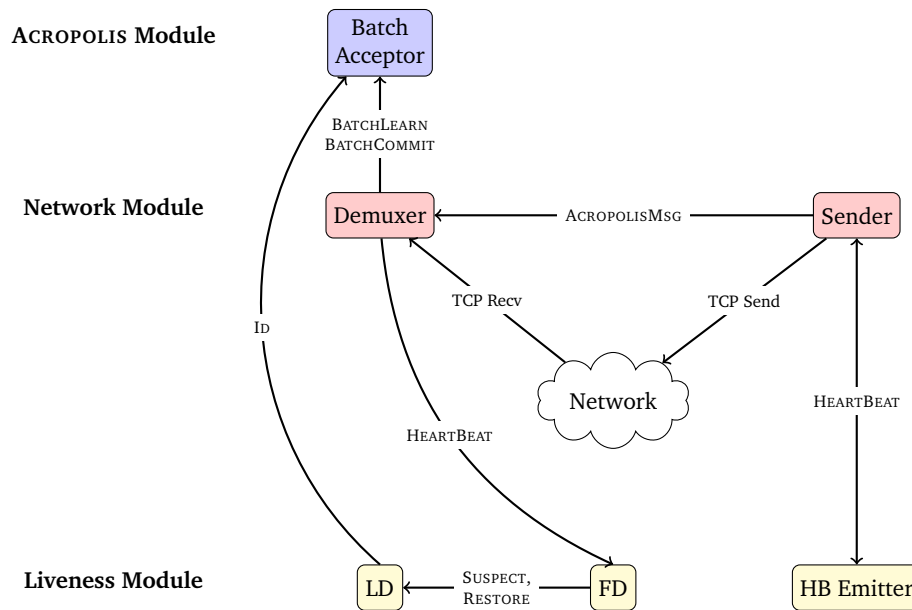 ACROPOLIS Module
Batch
Acceptor
BATCHLEARN
BATCHCOMMIT
Network Module
Demuxer
ACROPOLISMSG
Sender
TCP Recv
TCP Send
ID
Network
HEARTBEAT
HEARTBEAT
Liveness Module
LD
SUSPECT,
RESTORE
FD
HB Emitter